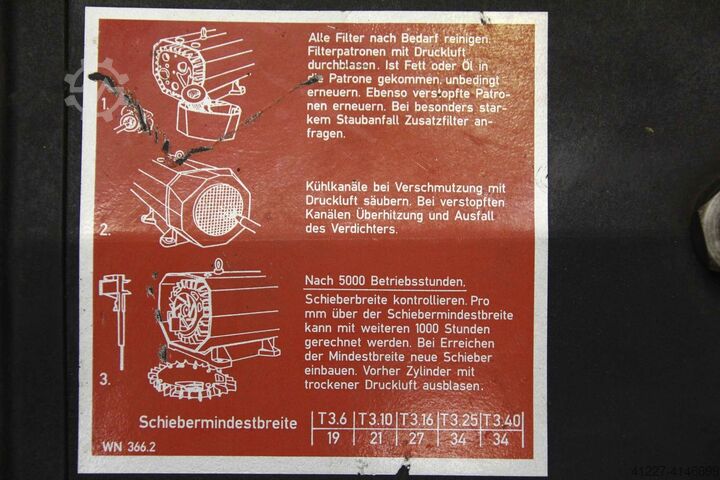 Alle Filter nach Bedarf reinigen.
Filterpatronen mit Druckluft
durchblasen. Ist Fett oder Öl in
Patrone gekommen, unbedingt
erneuern. Ebenso verstopfte Patro-
nen erneuern. Bei besonders star-
kem Staubanfall Zusatzfilter an-
fragen.
1.
Kühlkanäle bei Verschmutzung mit
Druckluft säubern. Bei verstopften
Kanälen Überhitzung und Ausfall
des Verdichters.
2.
Nach 5000 Betriebsstunden.
Schieberbreite kontrollieren. Pro
mm über der Schiebermindestbreite
kann mit weiteren 1000 Stunden
gerechnet werden. Bei Erreichen
der Mindestbreite neue Schieber
einbauen. Vorher Zylinder mit
trockener Druckluft ausblasen.
3.
Schiebermindestbreite
T3.6 T3.10 T3.16 T3.25 T3.40
19 21 27 34 34
WN 366.2